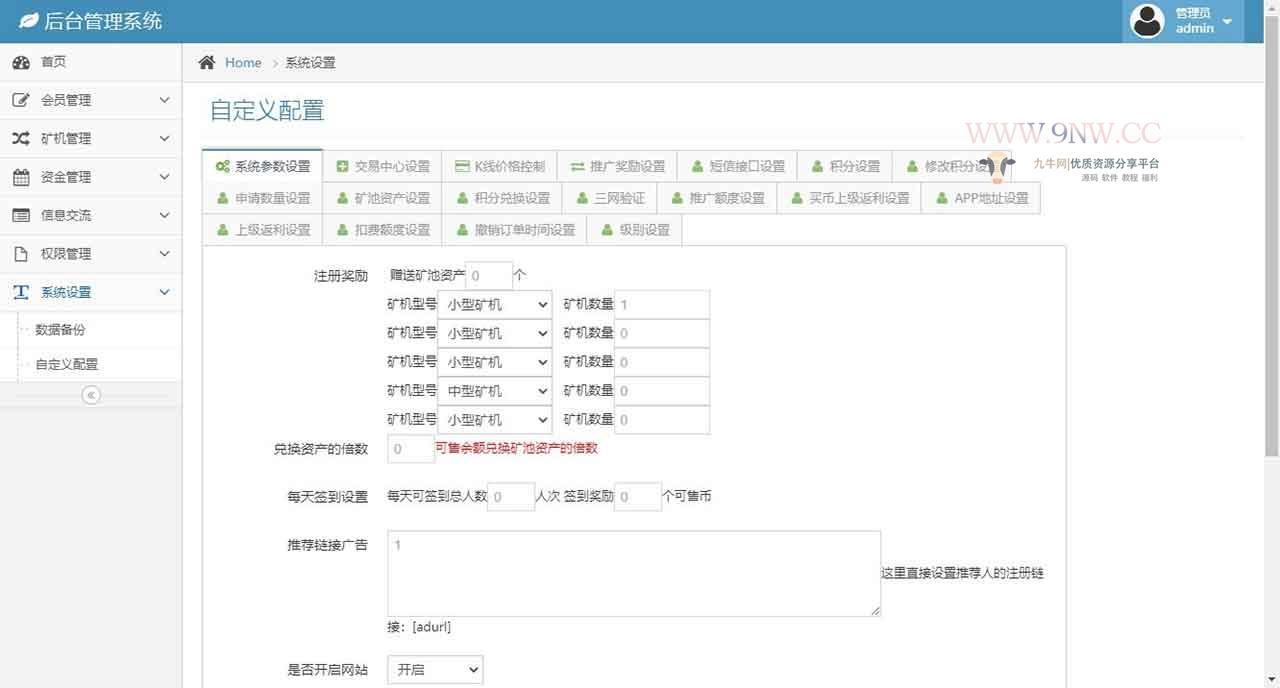 后台管理系统
管理员
admin
首页
会员管理
矿机管理
资金管理
信息交流
权限管理
系统设置
数据备份
自定义配置
Home 系统设置
自定义配置
WWW.9NW.CC
九牛网|优质资源分享平台
源码 软件 教程 福利
系统参数设置 交易中心设置 K线价格控制 推广奖励设置 短信接口设置 积分设置 修改积分设置
申请数量设置 矿池资产设置 积分兑换设置 三网验证 推广额度设置 买币上级返利设置 APP地址设置
上级返利设置 扣费额度设置 撤销订单时间设置 级别设置
注册奖励 赠送矿池资产 0 个
矿机型号 小型矿机 矿机数量 1
矿机型号 小型矿机 矿机数量 0
矿机型号 小型矿机 矿机数量 0
矿机型号 中型矿机 矿机数量 0
矿机型号 小型矿机 矿机数量 0
兑换资产的倍数 0 可售余额兑换矿池资产的倍数
每天签到设置 每天可签到总人数 0 人次 签到奖励 0 个可售币
推荐链接广告 1
这里直接设置推荐人的注册链
接：[adurl]
是否开启网站 开启